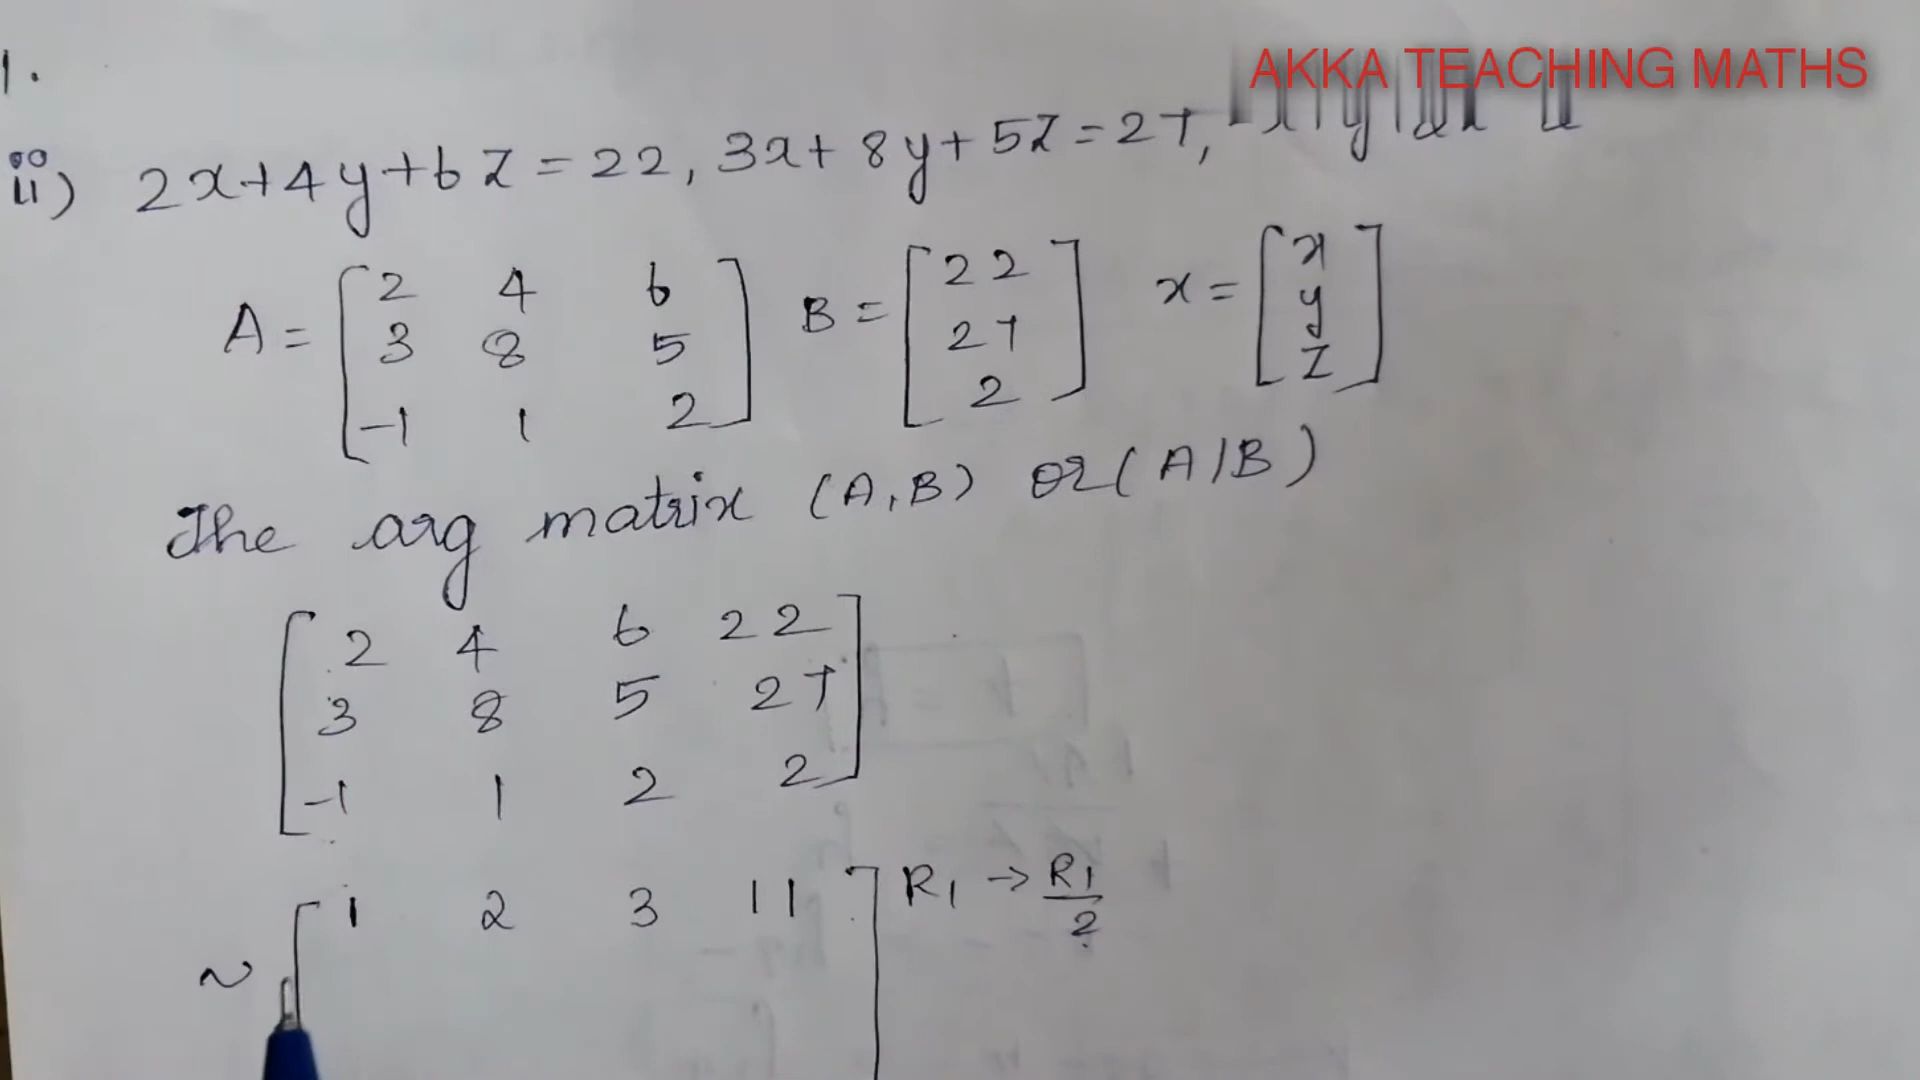 AKKA TEACHING MATHS
1.
iii) 2x+4y+6z=22, 3x+8y+5z=27,
A = [2 4 6 B = [22 x = [x
3 8 5 27 y
-1 1 2] 2] z]
The arg matrix (A,B) or (A/B)
[2 4 6 22
3 8 5 27
-1 1 2 2]
~ [1 2 3 11] R1 → R1/2